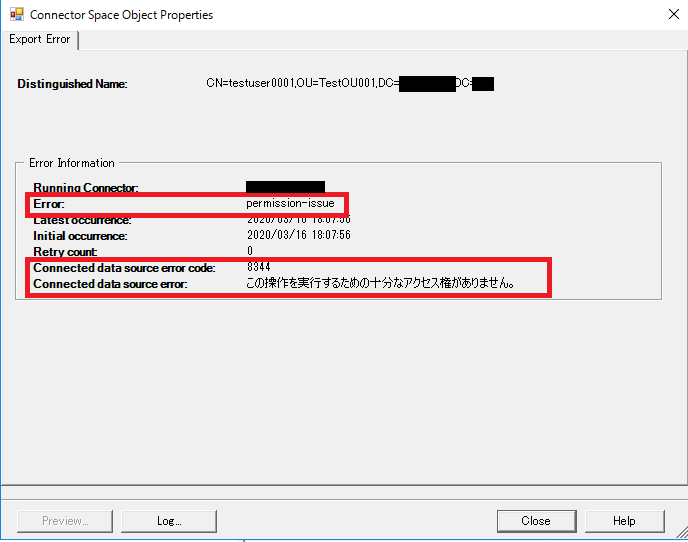 Connector Space Object Properties
Export Error
Distinguished Name: CN=testuser0001,OU=TestOU001,DC= DC=
Error Information
Running Connector:
Error: permission-issue
Latest occurrence: 2020/03/16 18:07:56
Initial occurrence: 2020/03/16 18:07:56
Retry count: 0
Connected data source error code: 8344
Connected data source error: この操作を実行するための十分なアクセス権がありません。
Preview... Log... Close Help